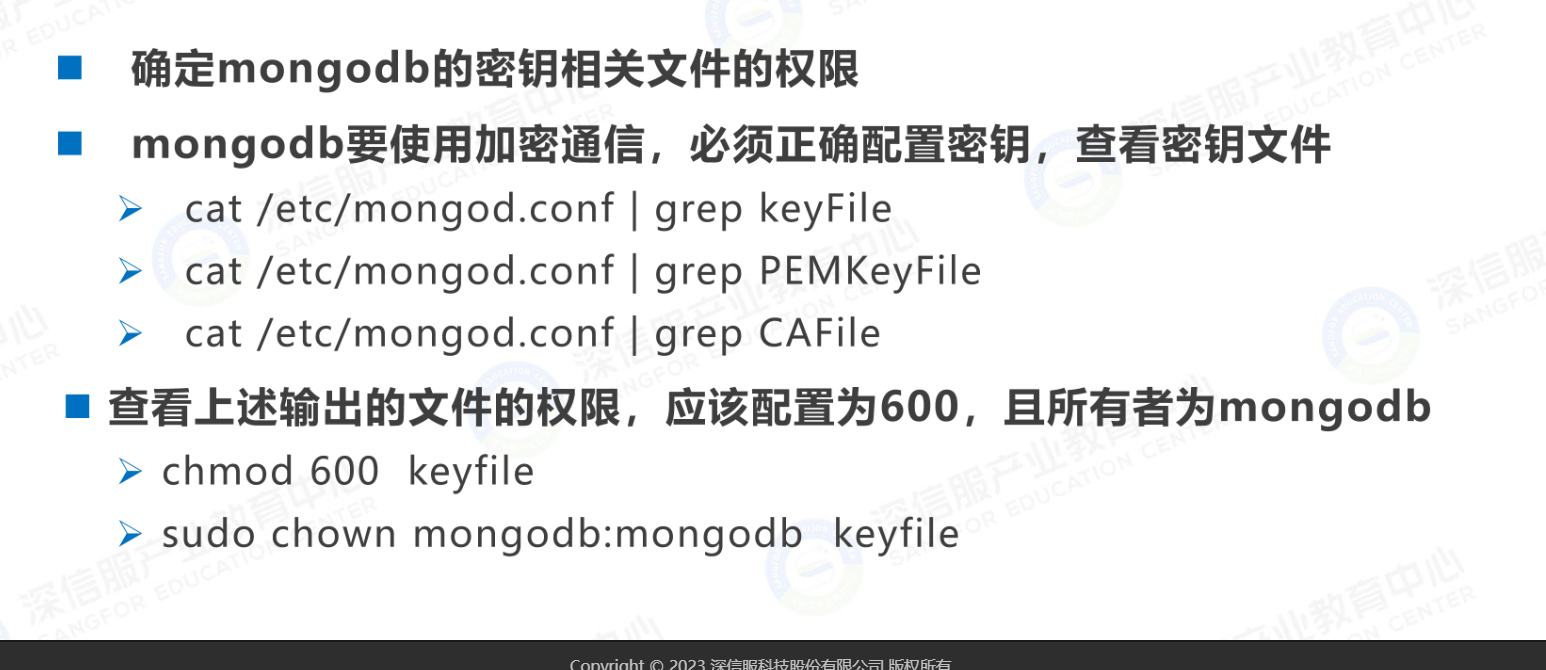 确定mongodb的密钥相关文件的权限
mongodb要使用加密通信，必须正确配置密钥，查看密钥文件
cat /etc/mongod.conf | grep keyFile
cat /etc/mongod.conf | grep PEMKeyFile
cat /etc/mongod.conf | grep CAFile
查看上述输出的文件的权限，应该配置为600，且所有者为mongodb
chmod 600 keyfile
sudo chown mongodb:mongodb keyfile
深信服产业教育中心
SANGFOR EDUCATION CENTER
Copyright © 2023 深信服科技股份有限公司 版权所有